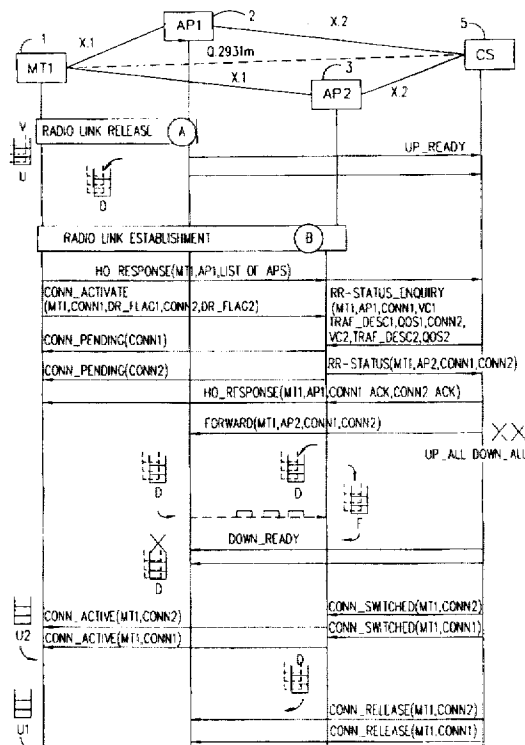 1
MT1
X.1
AP1
2
X.2
5
CS
Q.2931m
X.1
3
AP2
X.2
RADIO LINK RELEASE
A
V
U
UP_READY
D
RADIO LINK ESTABLISHMENT
B
HO_RESPONSE(MT1,AP1,LIST OF APS)
CONN_ACTIVATE
(MT1,CONN1,DR_FLAG1,CONN2,DR_FLAG2)
RR-STATUS_ENQUIRY
(MT1,AP1,CONN1,VC1
TRAF_DESC1,QOS1,CONN2,
VC2,TRAF_DESC2,QOS2
CONN_PENDING(CONN1)
RR-STATUS(MT1,AP2,CONN1,CONN2)
CONN_PENDING(CONN2)
HO_RESPONSE(MT1,AP1,CONN1_ACK,CONN2_ACK)
FORWARD(MT1,AP2,CONN1,CONN2)
UP_ALL DOWN_ALL
D
D
F
DOWN_READY
D
CONN_SWITCHED(MT1,CONN2)
CONN_ACTIVE(MT1,CONN2)
CONN_SWITCHED(MT1,CONN1)
U2
CONN_ACTIVE(MT1,CONN1)
Q
CONN_RELEASE(MT1,CONN2)
U1
CONN_RELEASE(MT1,CONN1)